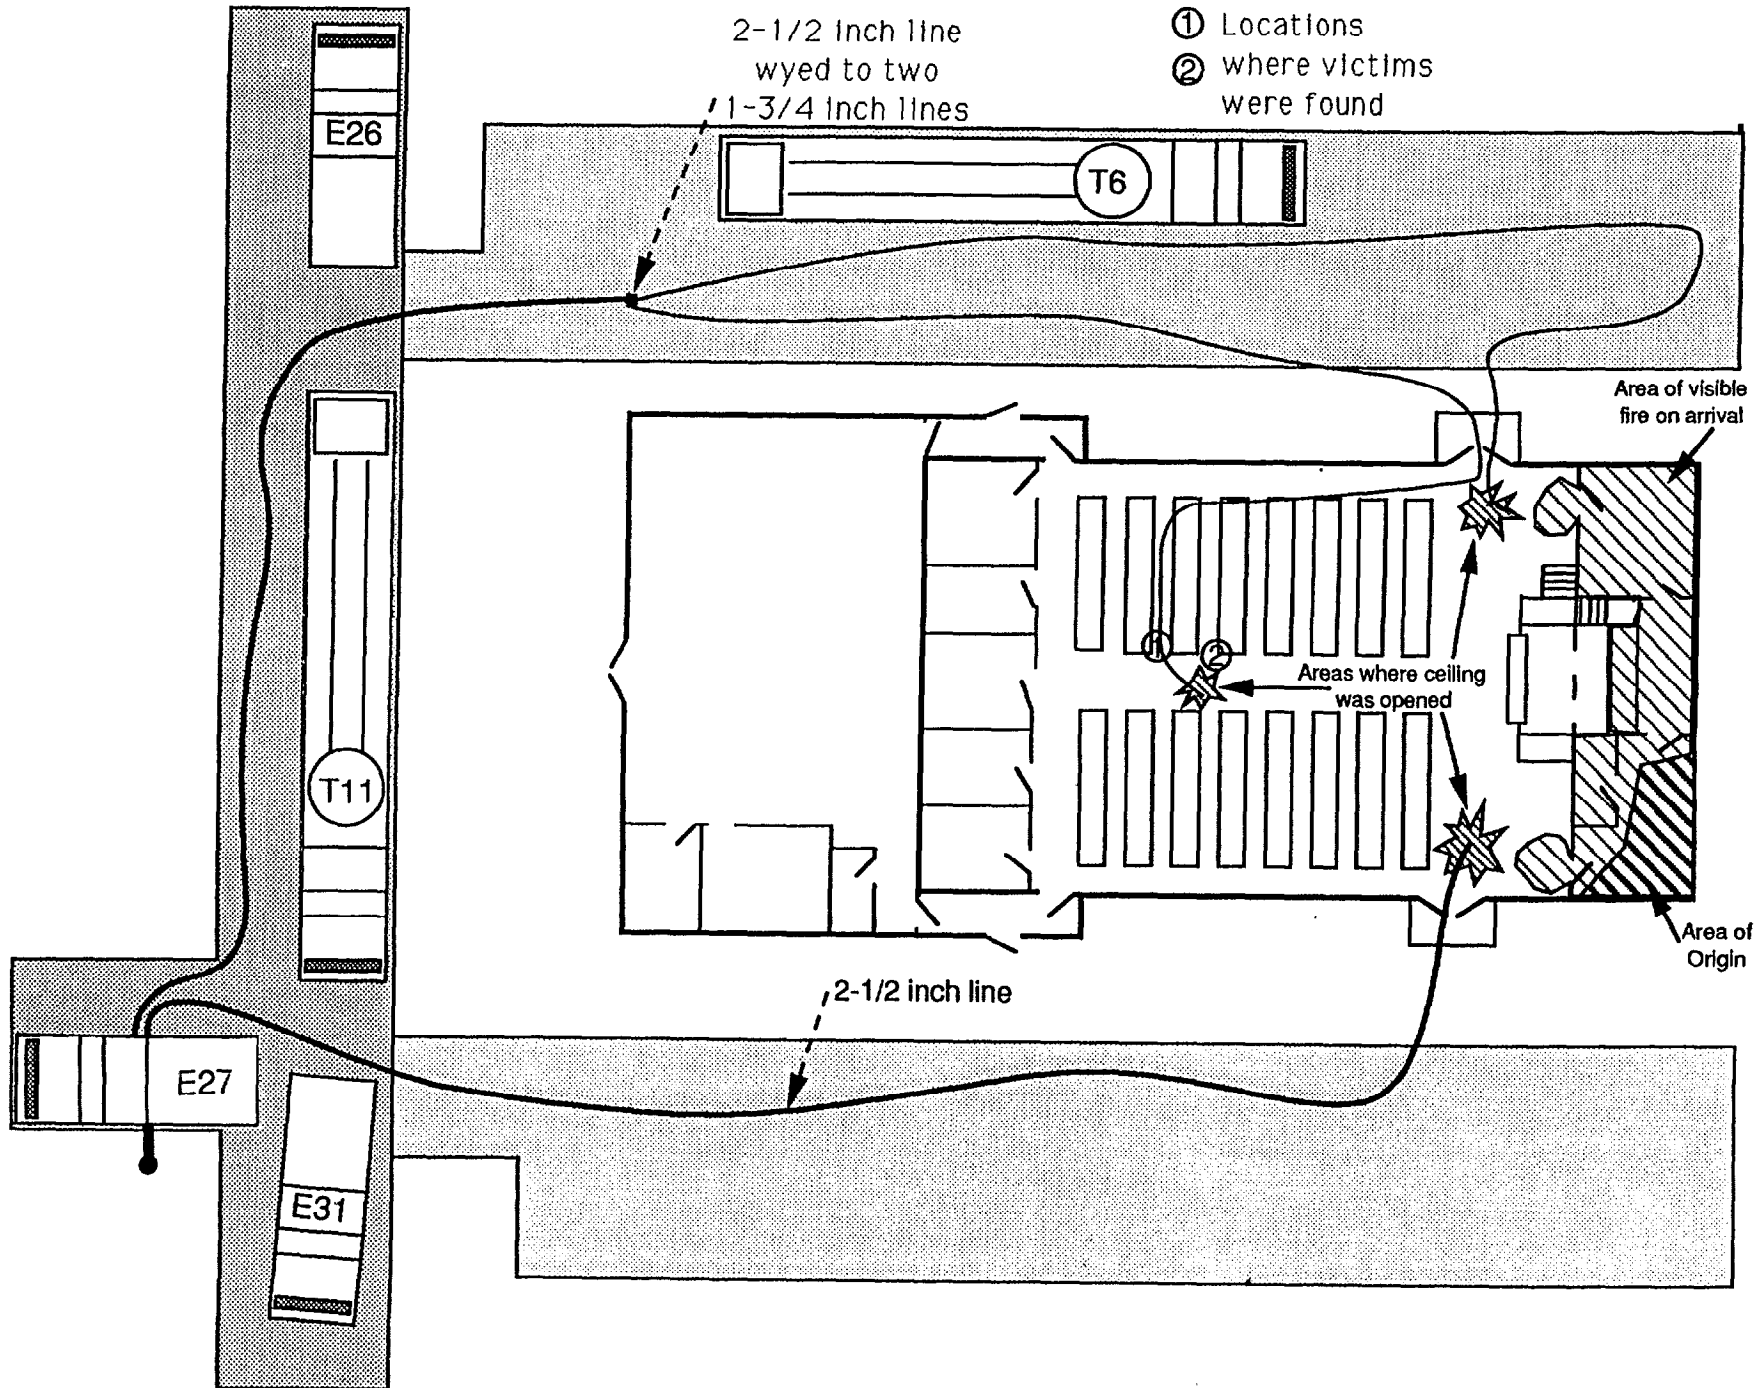 2-1/2 inch line
wyed to two
1-3/4 inch lines
① Locations
② where victims
were found
E26
T6
Area of visible
fire on arrival
1
2
Areas where ceiling
was opened
T11
Area of
Origin
2-1/2 inch line
E27
E31